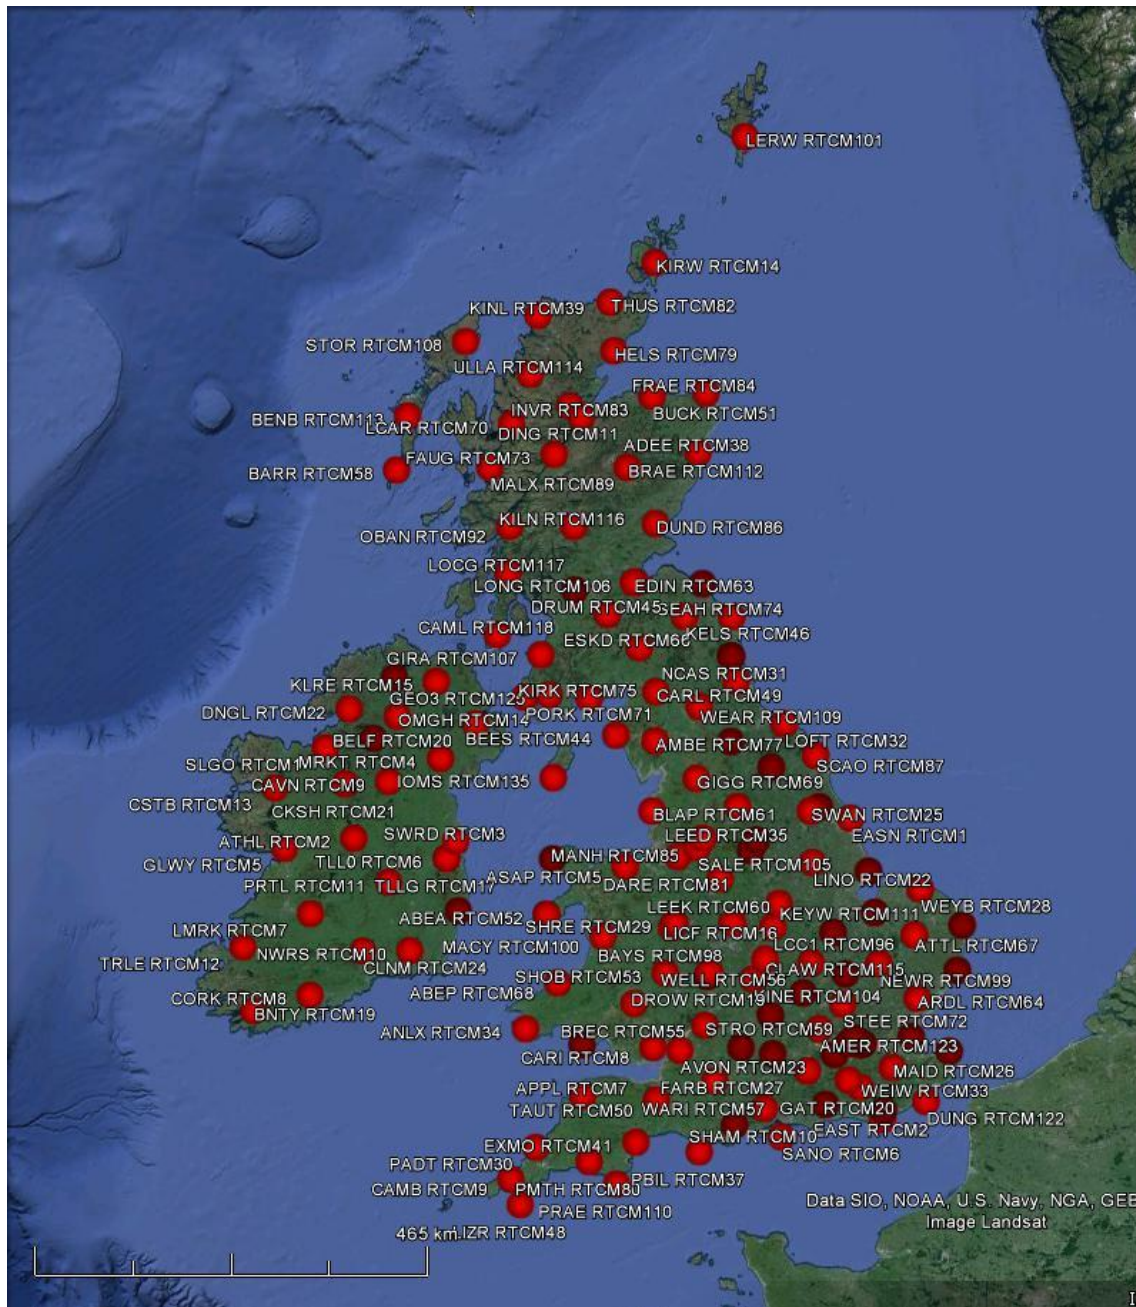 LERW RTCM101
KIRW RTCM14
KINL RTCM39
THUS RTCM82
STOR RTCM108
HELS RTCM79
ULLA RTCM114
FRAE RTCM84
BENB RTCM113
INVR RTCM83
BUCK RTCM51
LCAR RTCM70
DING RTCM11
ADEE RTCM38
FAUG RTCM73
BARR RTCM58
BRAE RTCM112
MALX RTCM89
KILN RTCM116
DUND RTCM86
OBAN RTCM92
LOCG RTCM117
LONG RTCM106
EDIN RTCM63
DRUM RTCM45
SEAH RTCM74
CAML RTCM118
KELS RTCM46
ESKD RTCM66
GIRA RTCM107
NCAS RTCM31
KLRE RTCM15
KIRK RTCM75
CARL RTCM49
GEO3 RTCM125
DNGL RTCM22
OMGH RTCM14
PORK RTCM71
WEAR RTCM109
BELF RTCM20
BEES RTCM44
AMBE RTCM77
LOFT RTCM32
SLGO RTCM1
MRKT RTCM4
SCAO RTCM87
CAVN RTCM9
IOMS RTCM135
GIGG RTCM69
CSTB RTCM13
CKSH RTCM21
BLAP RTCM61
SWAN RTCM25
SWRD RTCM3
LEED RTCM35
EASN RTCM1
ATHL RTCM2
GLWY RTCM5
TLL0 RTCM6
MANH RTCM85
SALE RTCM105
ASAP RTCM5
LINO RTCM22
PRTL RTCM11
TLLG RTCM17
DARE RTCM81
LEEK RTCM60
KEYW RTCM111
WEYB RTCM28
ABEA RTCM52
SHRE RTCM29
LICF RTCM16
LMRK RTCM7
MACY RTCM100
LCC1 RTCM96
ATTL RTCM67
NWRS RTCM10
BAYS RTCM98
TRLE RTCM12
CLNM RTCM24
CLAW RTCM115
SHOB RTCM53
WELL RTCM56
NEWR RTCM99
ABEP RTCM68
CORK RTCM8
DROW RTCM19
KINE RTCM104
ARDL RTCM64
BNTY RTCM19
STEE RTCM72
ANLX RTCM34
BREC RTCM55
STRO RTCM59
AMER RTCM123
CARI RTCM8
AVON RTCM23
MAID RTCM26
APPL RTCM7
FARB RTCM27
WEIW RTCM33
TAUT RTCM50
WARI RTCM57
GAT RTCM20
DUNG RTCM122
EAST RTCM2
SHAM RTCM10
EXMO RTCM41
SANO RTCM6
PADT RTCM30
PBIL RTCM37
CAMB RTCM9
PMTH RTCM80
Data SIO, NOAA, U.S. Navy, NGA, GEB
PRAE RTCM110
Image Landsat
465 km
LIZR RTCM48